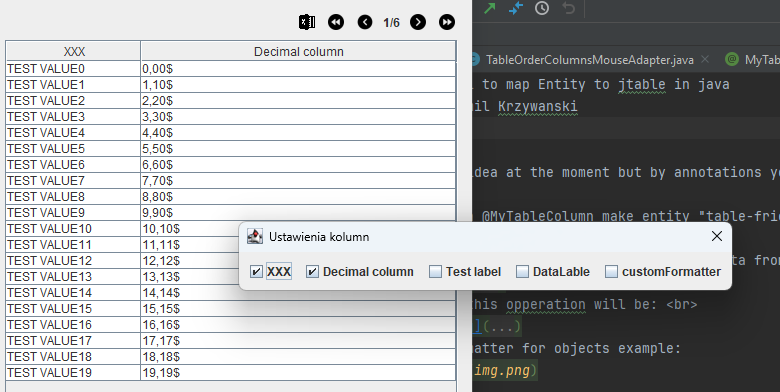 1/6
XXX Decimal column
TEST VALUE0 0,00$
TEST VALUE1 1,10$
TEST VALUE2 2,20$
TEST VALUE3 3,30$
TEST VALUE4 4,40$
TEST VALUE5 5,50$
TEST VALUE6 6,60$
TEST VALUE7 7,70$
TEST VALUE8 8,80$
TEST VALUE9 9,90$
TEST VALUE10 10,10$
TEST VALUE11 11,11$
TEST VALUE12 12,12$
TEST VALUE13 13,13$
TEST VALUE14 14,14$
TEST VALUE15 15,15$
TEST VALUE16 16,16$
TEST VALUE17 17,17$
TEST VALUE18 18,18$
TEST VALUE19 19,19$
Ustawienia kolumn
XXX Decimal column Test label DataLable customFormatter
TableOrderColumnsMouseAdapter.java MyTab
to map Entity to jtable in java
il Krzywanski
dea at the moment but by annotations y
@MyTableColumn make entity "table-fri
ta fro
his opperation will be: <br>
](...)
atter for objects example:
img.png)